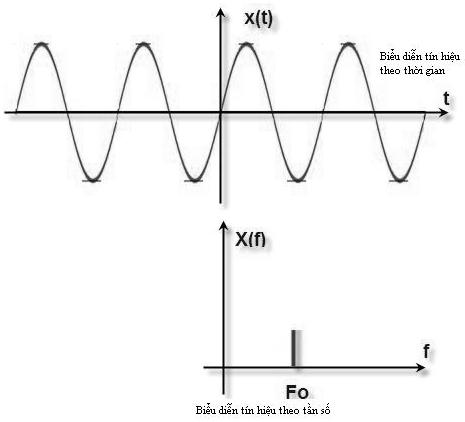 x(t)
Biểu diễn tín hiệu
theo thời gian
t
X(f)
f
Fo
Biểu diễn tín hiệu theo tần số